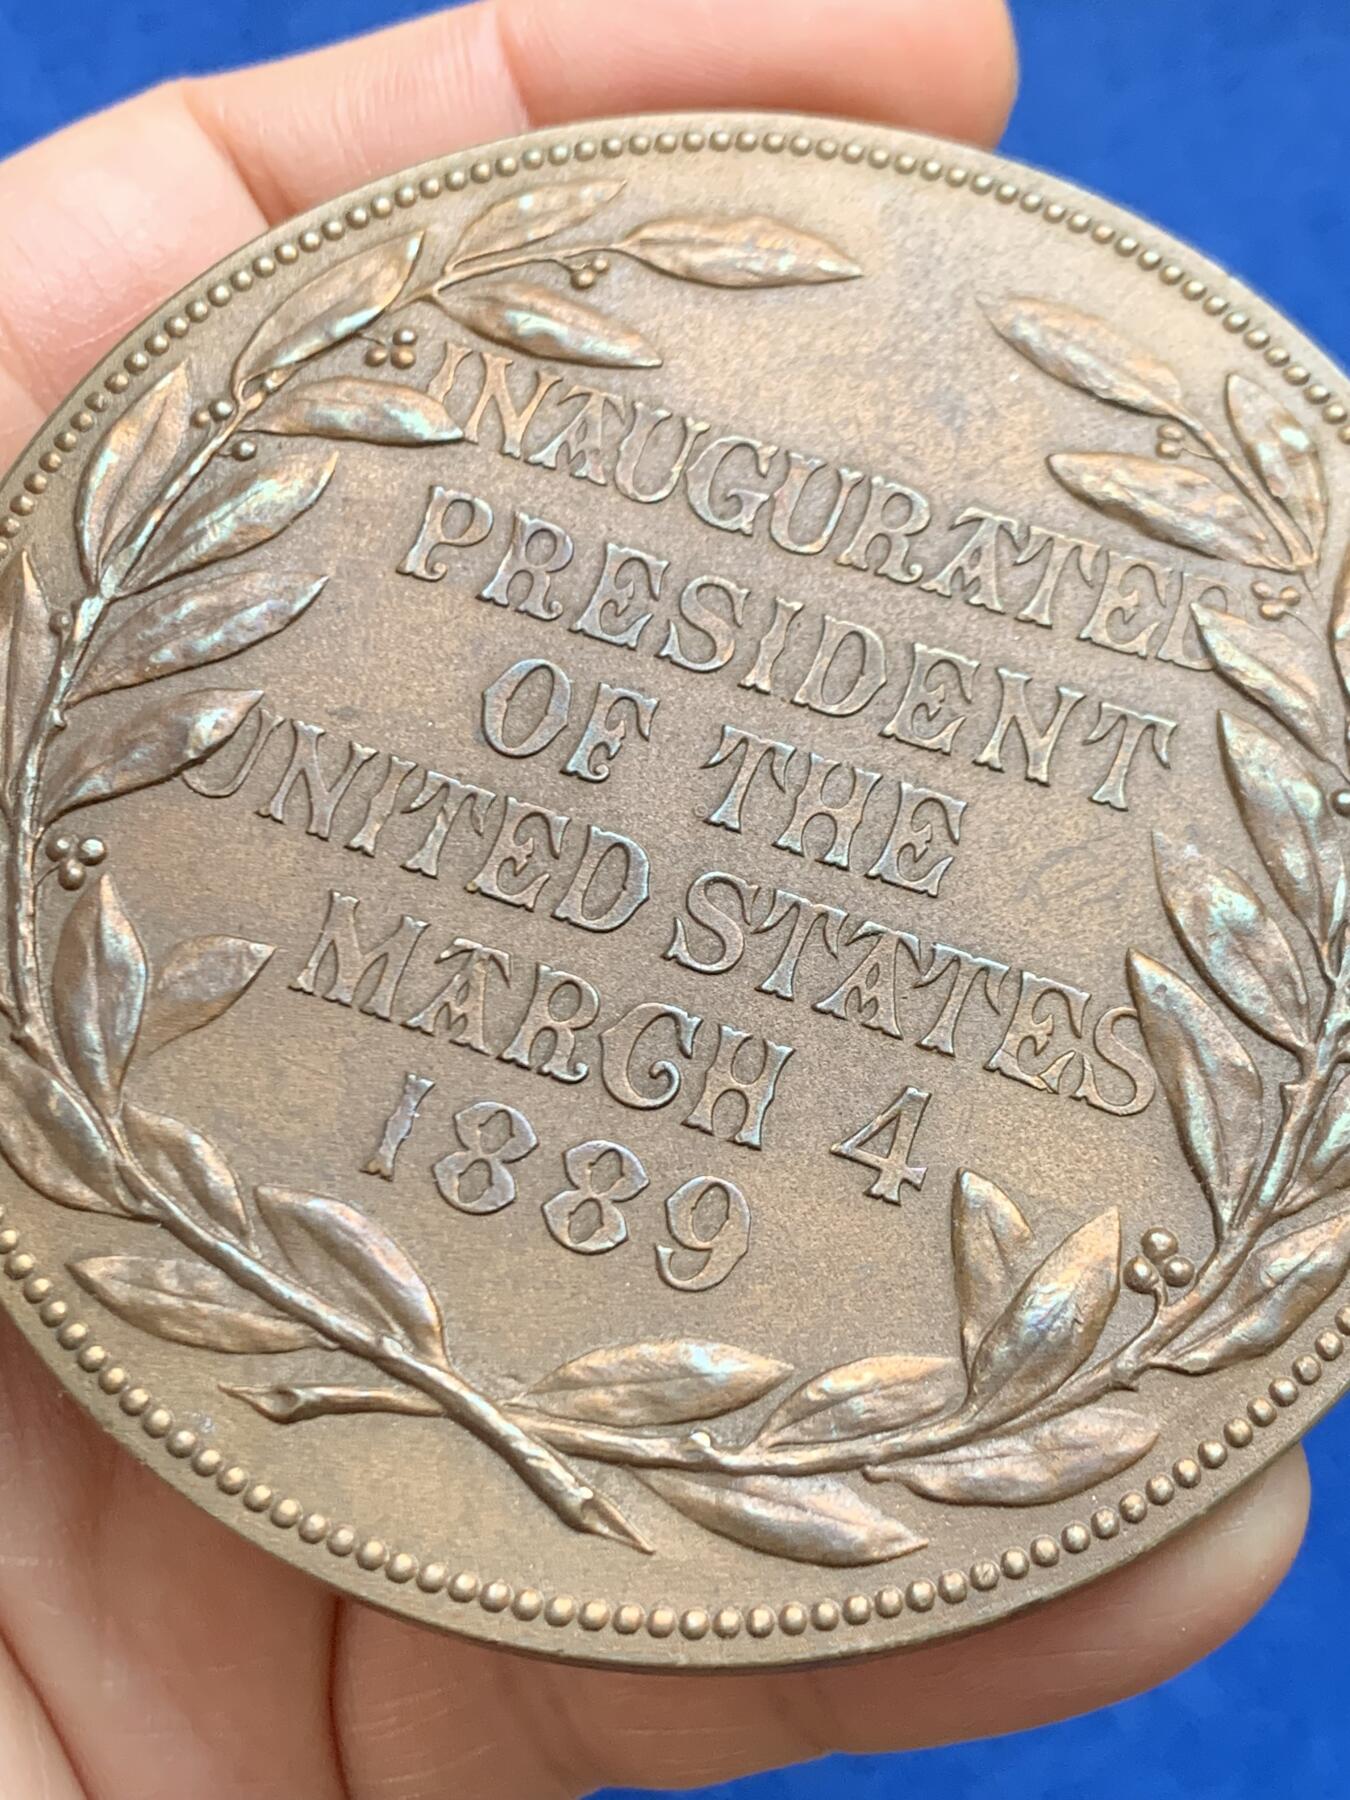 INAUGURATED
PRESIDENT
OF THE
UNITED STATES
MARCH 4
1889